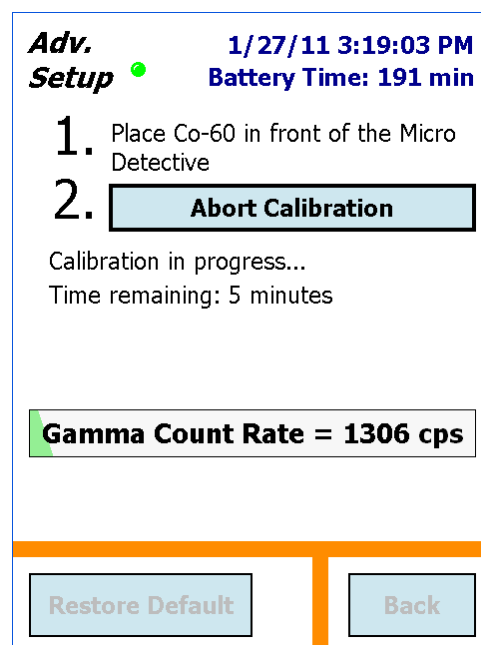 Adv. 1/27/11 3:19:03 PM
Setup Battery Time: 191 min
1. Place Co-60 in front of the Micro
Detective
2. Abort Calibration
Calibration in progress...
Time remaining: 5 minutes
Gamma Count Rate = 1306 cps
Restore Default Back